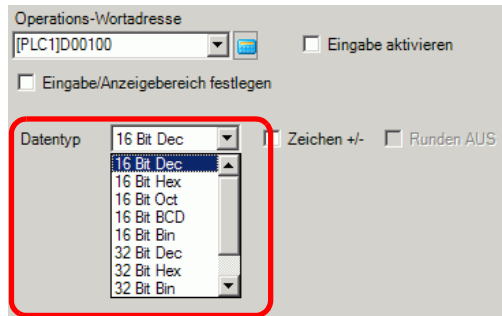 Operations-Wortadresse
[PLC1]D00100
Eingabe aktivieren
Eingabe/Anzeigebereich festlegen
Datentyp 16 Bit Dec Zeichen +/- Runden AUS
16 Bit Dec
16 Bit Hex
16 Bit Oct
16 Bit BCD
16 Bit Bin
32 Bit Dec
32 Bit Hex
32 Bit Bin